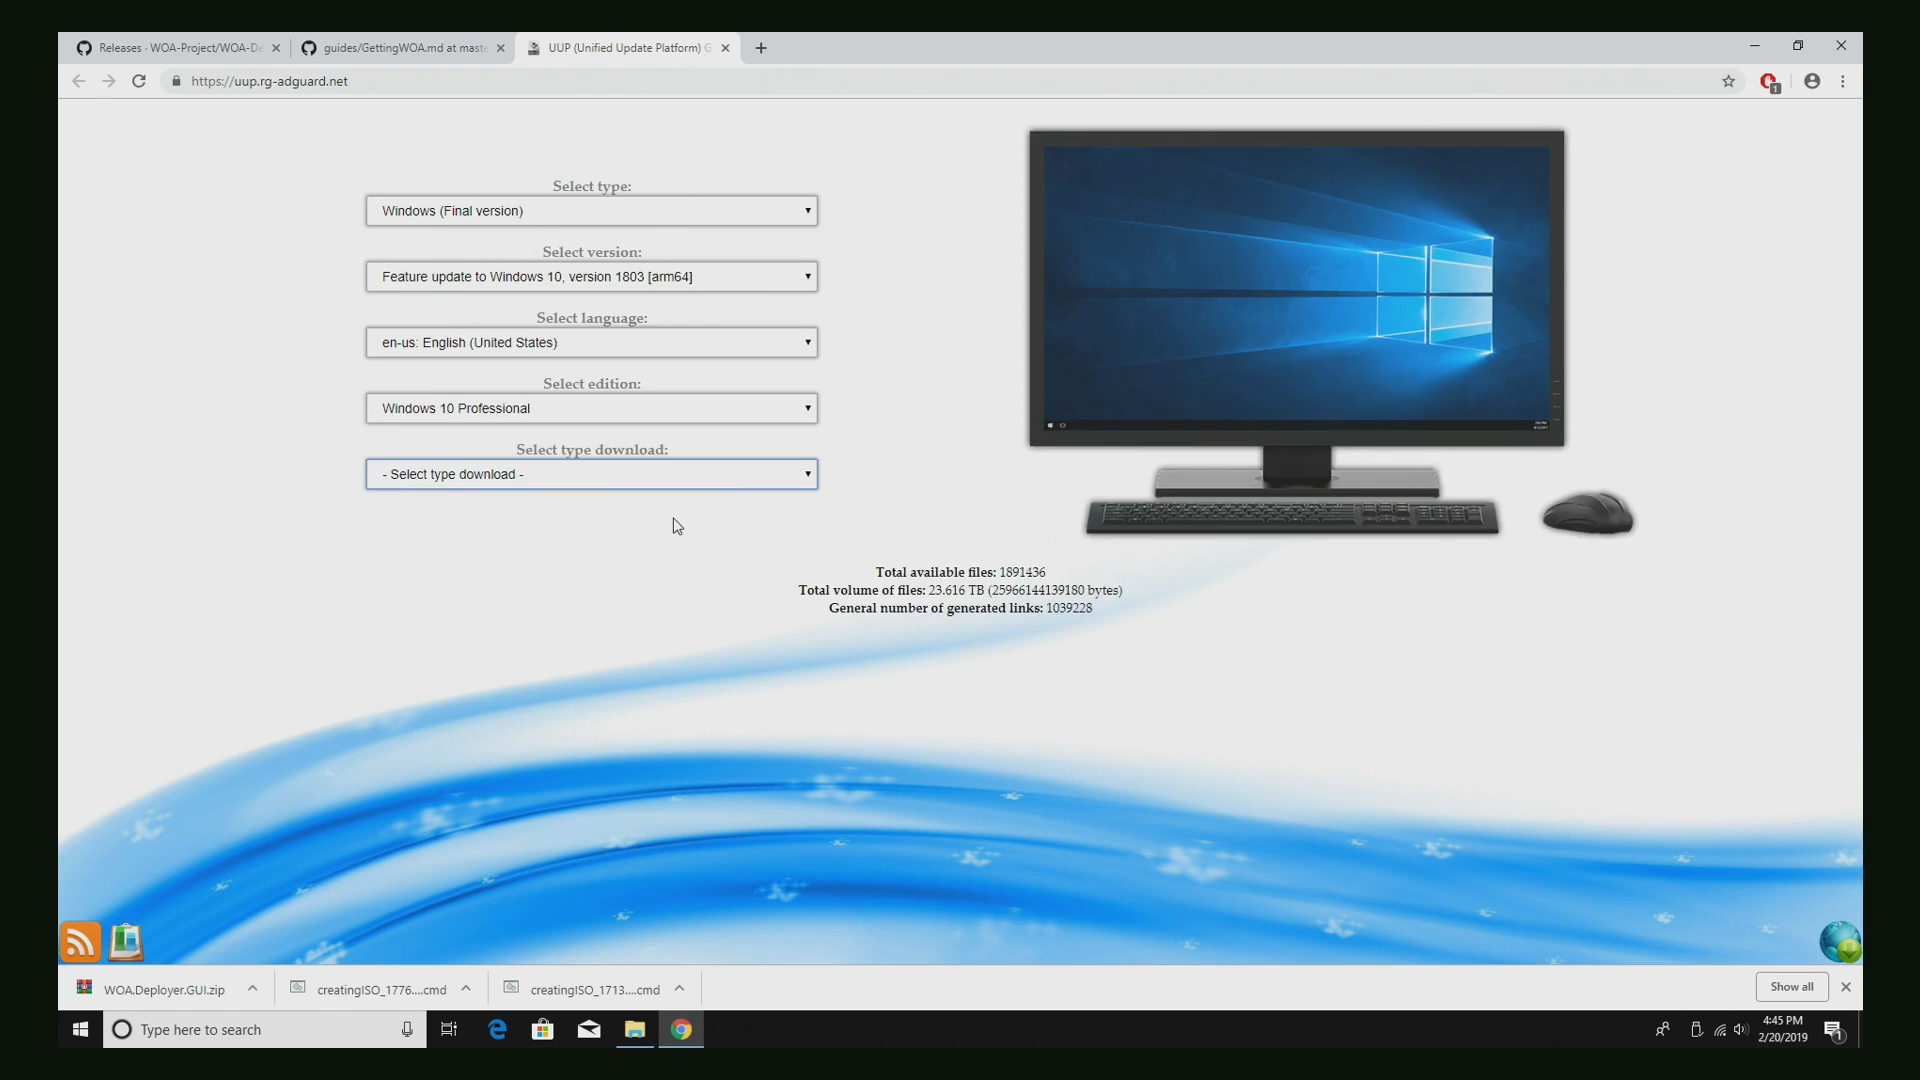 Releases · WOA-Project/WOA-De
guides/GettingWOA.md at maste
UUP (Unified Update Platform) G
https://uup.rg-adguard.net
1
Select type:
Windows (Final version)
Select version:
Feature update to Windows 10, version 1803 [arm64]
Select language:
en-us: English (United States)
Select edition:
Windows 10 Professional
Select type download:
- Select type download -
Total available files: 1891436
Total volume of files: 23.616 TB (25966144139180 bytes)
General number of generated links: 1039228
WOA.Deployer.GUI.zip
creatingISO_1776....cmd
creatingISO_1713....cmd
Show all
Type here to search
4:45 PM
2/20/2019
1